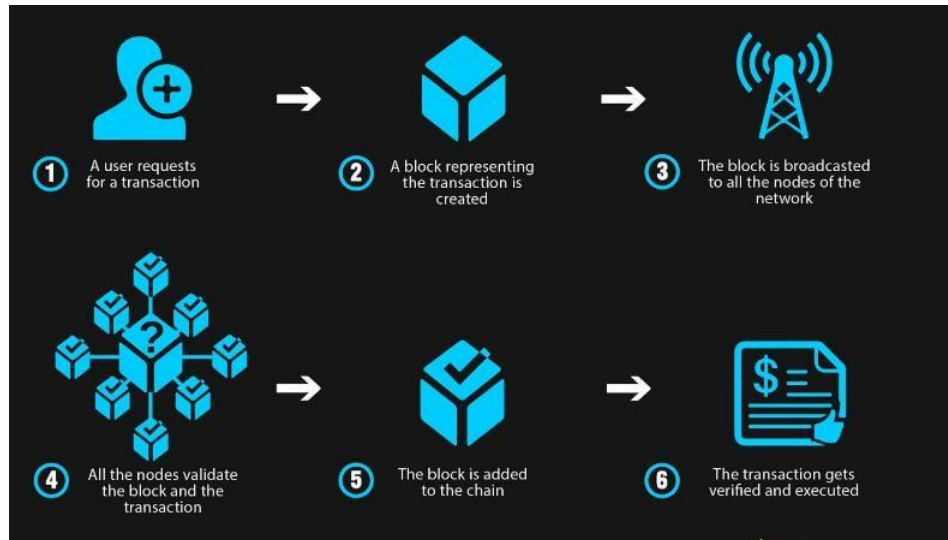 1
A user requests
for a transaction
2
A block representing
the transaction is
created
3
The block is broadcasted
to all the nodes of the
network
?
4
All the nodes validate
the block and the
transaction
5
The block is added
to the chain
$
6
The transaction gets
verified and executed